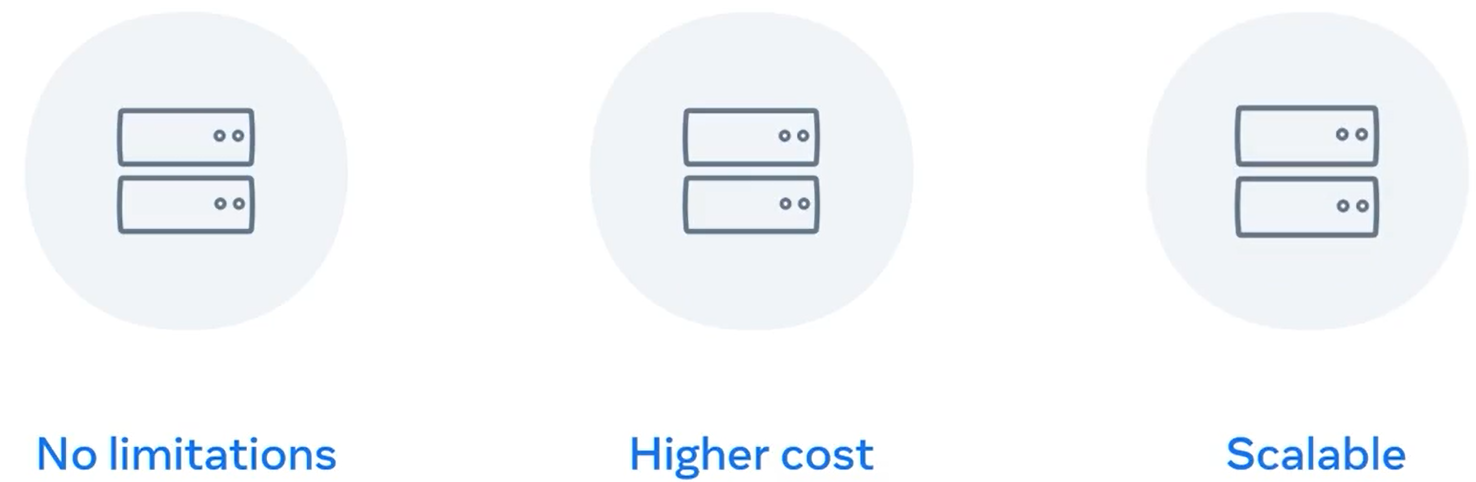 No limitations
Higher cost
Scalable